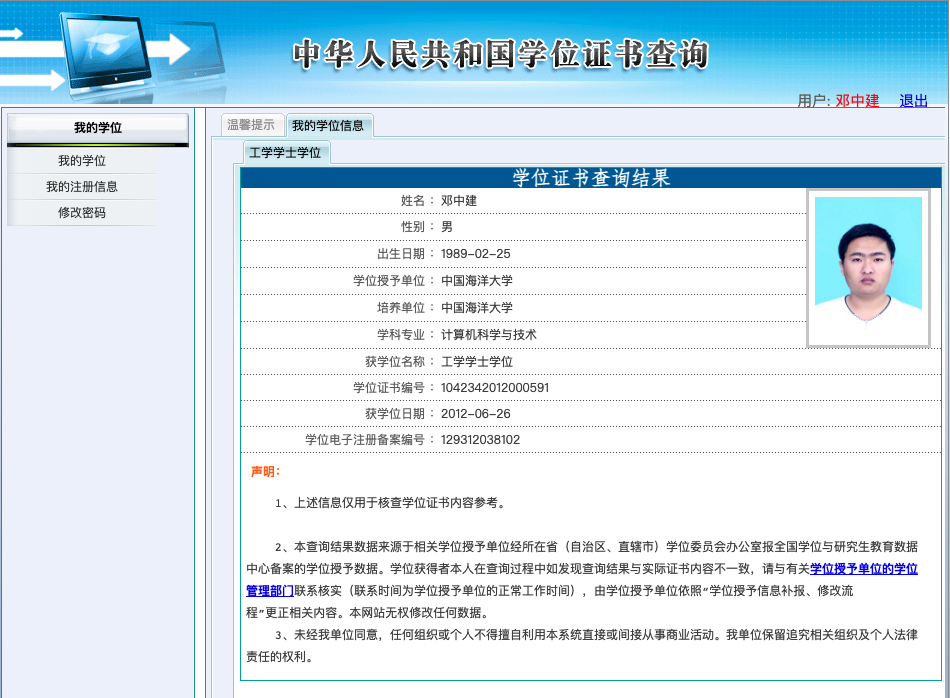 中华人民共和国学位证书查询
用户: 邓中建 退出
我的学位
我的学位
我的注册信息
修改密码
温馨提示 我的学位信息
工学学士学位
学位证书查询结果
姓名： 邓中建
性别： 男
出生日期： 1989-02-25
学位授予单位： 中国海洋大学
培养单位： 中国海洋大学
学科专业： 计算机科学与技术
获学位名称： 工学学士学位
学位证书编号： 1042342012000591
获学位日期： 2012-06-26
学位电子注册备案编号： 129312038102
声明：
1、上述信息仅用于核查学位证书内容参考。
2、本查询结果数据来源于相关学位授予单位经所在省（自治区、直辖市）学位委员会办公室报全国学位与研究生教育数据
中心备案的学位授予数据。学位获得者本人在查询过程中如发现查询结果与实际证书内容不一致，请与有关学位授予单位的学位
管理部门联系核实（联系时间为学位授予单位的正常工作时间），由学位授予单位依照“学位授予信息补报、修改流
程”更正相关内容。本网站无权修改任何数据。
3、未经我单位同意，任何组织或个人不得擅自利用本系统直接或间接从事商业活动。我单位保留追究相关组织及个人法律
责任的权利。